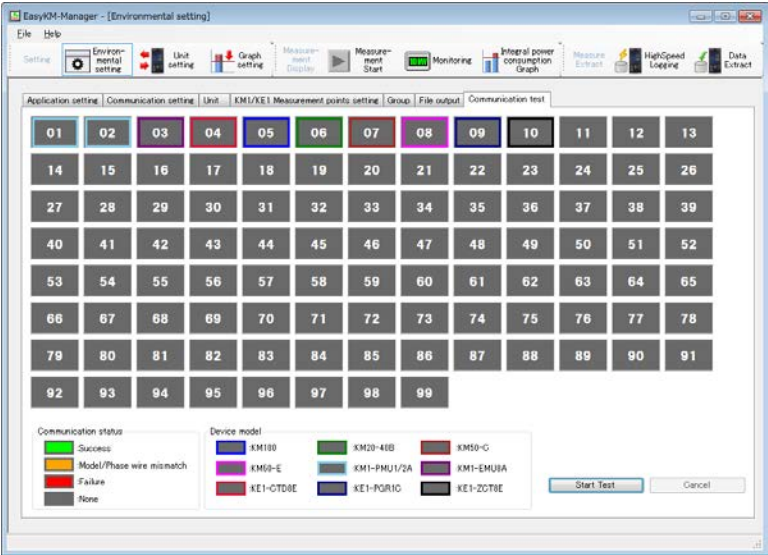 EasyKM-Manager - [Environmental setting]
File Help
Setting Environ-mental setting Unit setting Graph setting Measure-ment Display Measure-ment Start Monitoring Integral power consumption Graph Measure Extract HighSpeed Logging Data Extract
Application setting Communication setting Unit KM1/KE1 Measurement points setting Group File output Communication test
01 02 03 04 05 06 07 08 09 10 11 12 13
14 15 16 17 18 19 20 21 22 23 24 25 26
27 28 29 30 31 32 33 34 35 36 37 38 39
40 41 42 43 44 45 46 47 48 49 50 51 52
53 54 55 56 57 58 59 60 61 62 63 64 65
66 67 68 69 70 71 72 73 74 75 76 77 78
79 80 81 82 83 84 85 86 87 88 89 90 91
92 93 94 95 96 97 98 99
Communication status
Success
Model/Phase wire mismatch
Failure
None
Device model
:KM100 :KM20-40B :KM50-C
:KM50-E :KM1-PMU1/2A :KM1-EMU8A
:KE1-CTD8E :KE1-PGR1C :KE1-ZCT8E
Start Test Cancel